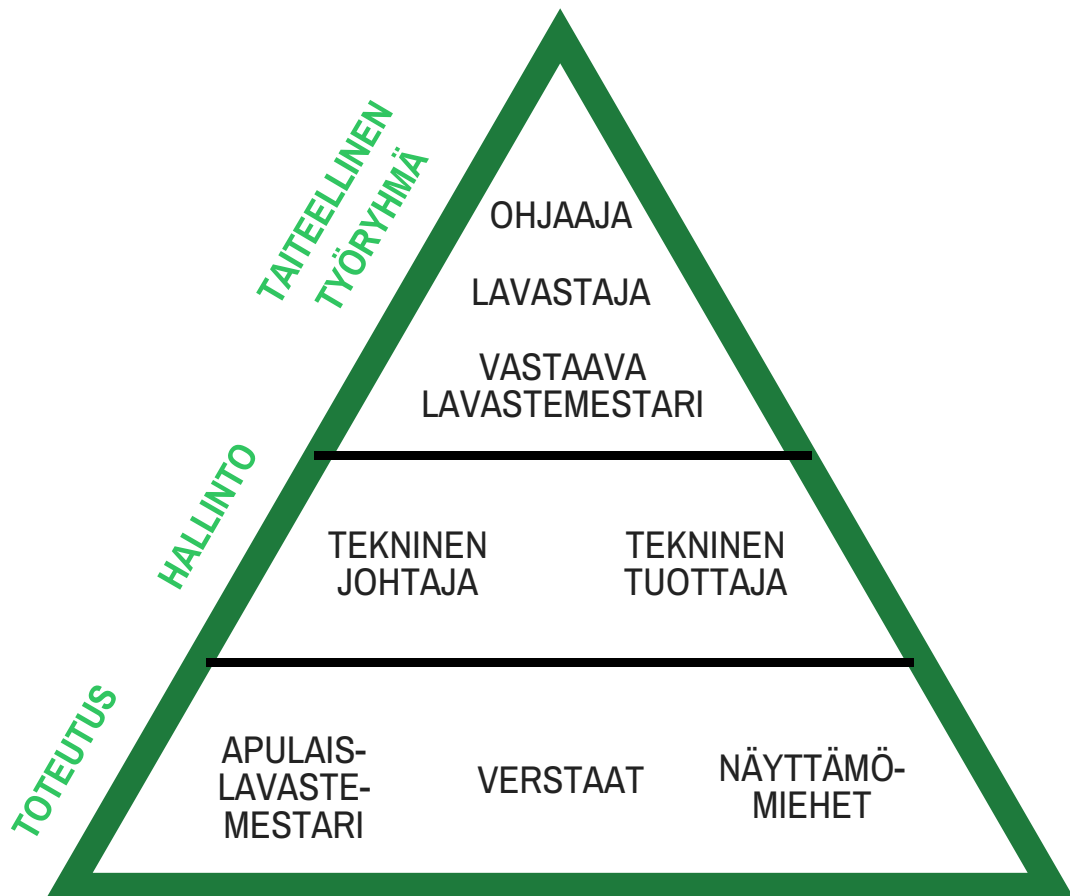 TAITEELLINEN
TYÖRYHMÄ
OHJAAJA
LAVASTAJA
VASTAAVA
LAVASTEMESTARI
HALLINTO
TEKNINEN
JOHTAJA
TEKNINEN
TUOTTAJA
TOTEUTUS
APULAIS-
LAVASTE-
MESTARI
VERSTAAT
NÄYTTÄMÖ-
MIEHET